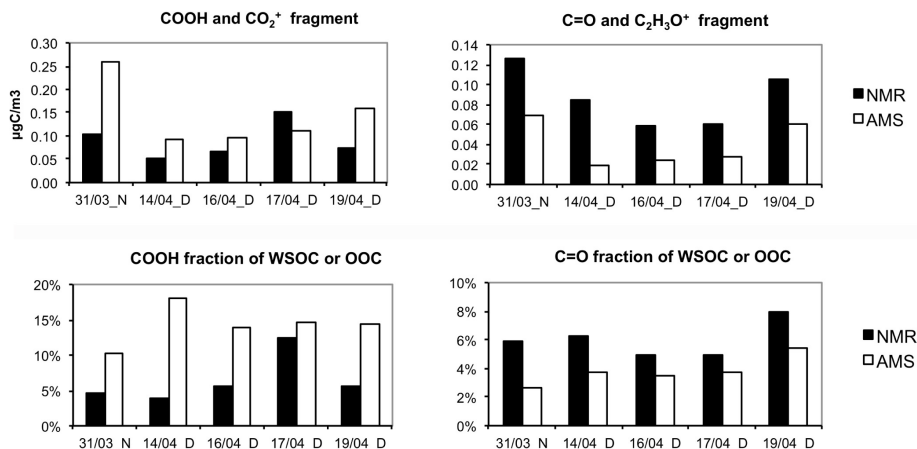 COOH and CO₂⁺ fragment
0.30
0.25
0.20
0.15
0.10
0.05
0.00
µgC/m3
31/03_N 14/04_D 16/04_D 17/04_D 19/04_D
C=O and C₂H₃O⁺ fragment
0.14
0.12
0.10
0.08
0.06
0.04
0.02
0.00
31/03_N 14/04_D 16/04_D 17/04_D 19/04_D
NMR
AMS
COOH fraction of WSOC or OOC
20%
15%
10%
5%
0%
31/03 N 14/04 D 16/04 D 17/04 D 19/04 D
C=O fraction of WSOC or OOC
10%
8%
6%
4%
2%
0%
31/03 N 14/04 D 16/04 D 17/04 D 19/04 D
NMR
AMS